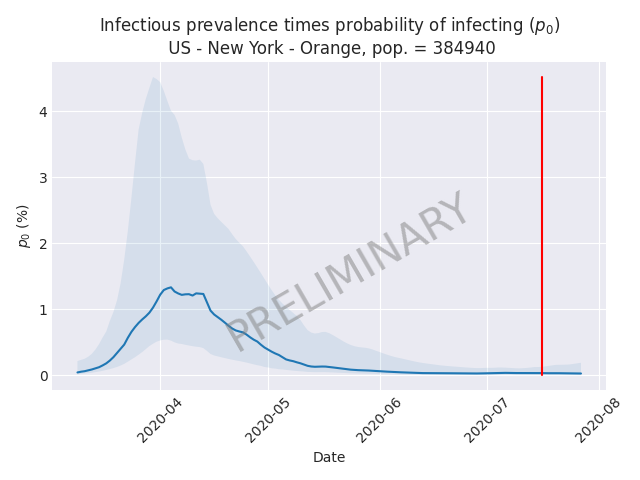 Infectious prevalence times probability of infecting (p₀)
US - New York - Orange, pop. = 384940
p₀ (%)
4
3
2
1
0
PRELIMINARY
2020-04
2020-05
2020-06
2020-07
2020-08
Date